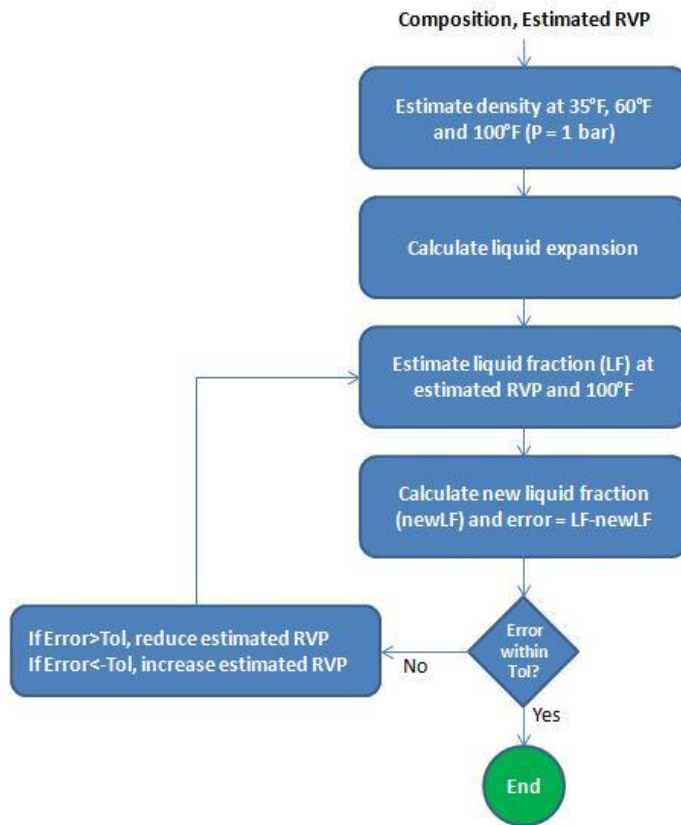 Composition, Estimated RVP
Estimate density at 35°F, 60°F
and 100°F (P = 1 bar)
Calculate liquid expansion
Estimate liquid fraction (LF) at
estimated RVP and 100°F
Calculate new liquid fraction
(newLF) and error = LF-newLF
If Error>Tol, reduce estimated RVP
If Error<-Tol, increase estimated RVP
No
Error
within
Tol?
Yes
End